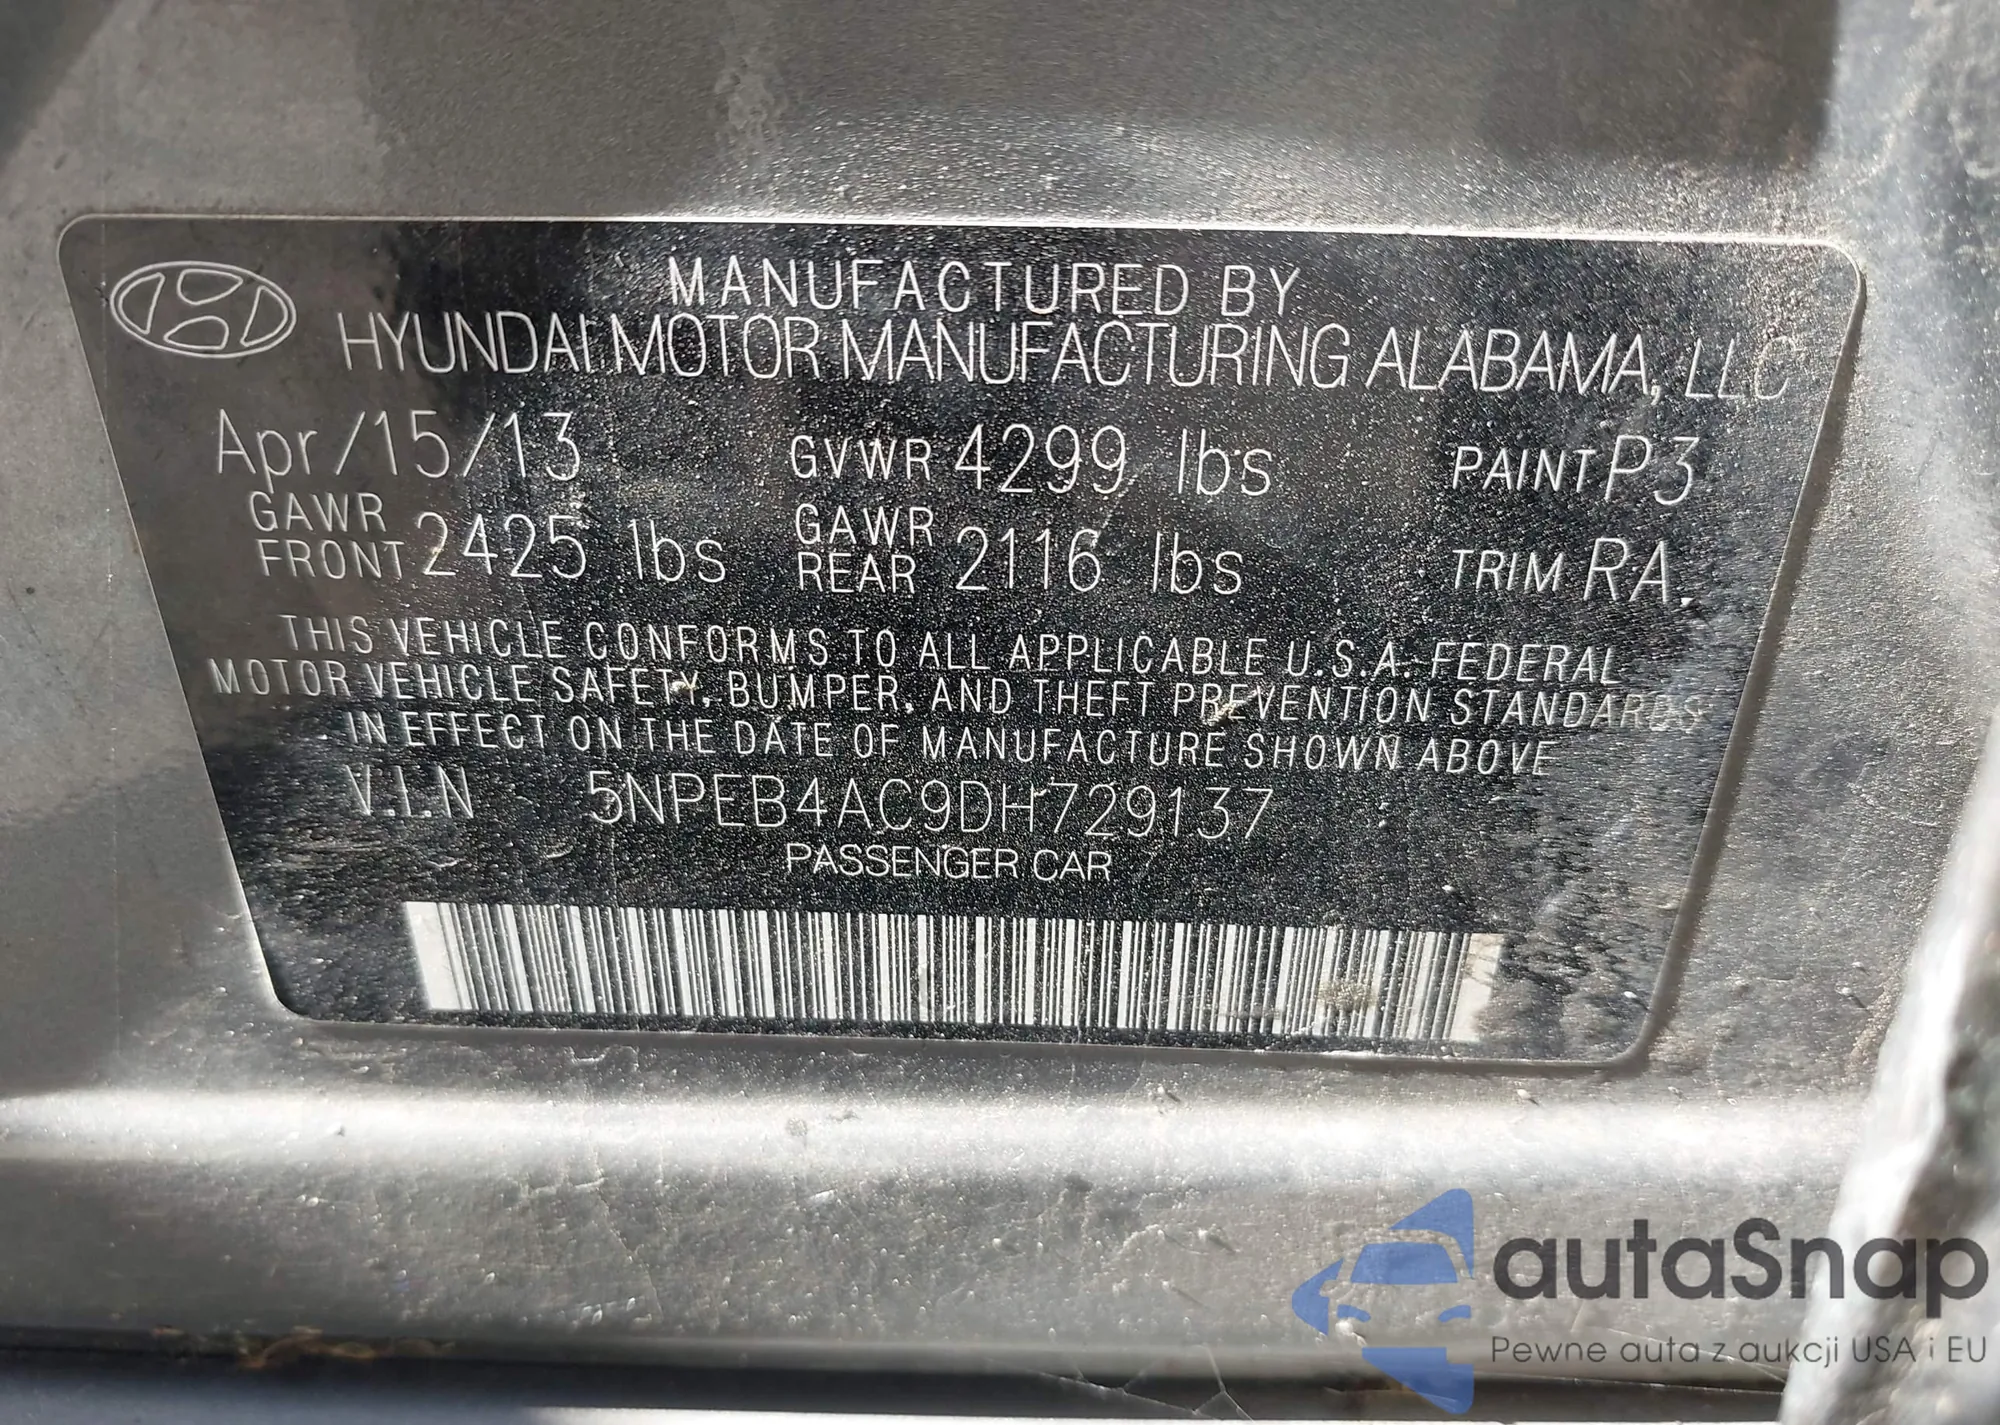 MANUFACTURED BY
HYUNDAI MOTOR MANUFACTURING ALABAMA, LLC
Apr/15/13 GVWR 4299 lbs PAINT P3
GAWR FRONT 2425 lbs GAWR REAR 2116 lbs TRIM RA.
THIS VEHICLE CONFORMS TO ALL APPLICABLE U.S.A. FEDERAL
MOTOR VEHICLE SAFETY, BUMPER, AND THEFT PREVENTION STANDARDS
IN EFFECT ON THE DATE OF MANUFACTURE SHOWN ABOVE
V.I.N 5NPEB4AC9DH729137
PASSENGER CAR
autaSnap
Pewne auta z aukcji USA i EU